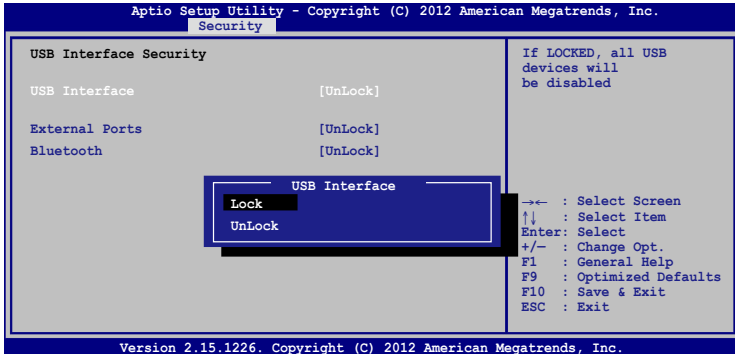 Aptio Setup Utility - Copyright (C) 2012 American Megatrends, Inc.
Security
USB Interface Security
USB Interface [UnLock]
External Ports [UnLock]
Bluetooth [UnLock]
USB Interface
Lock
UnLock
If LOCKED, all USB
devices will
be disabled
→← : Select Screen
↑↓ : Select Item
Enter: Select
+/— : Change Opt.
F1 : General Help
F9 : Optimized Defaults
F10 : Save & Exit
ESC : Exit
Version 2.15.1226. Copyright (C) 2012 American Megatrends, Inc.